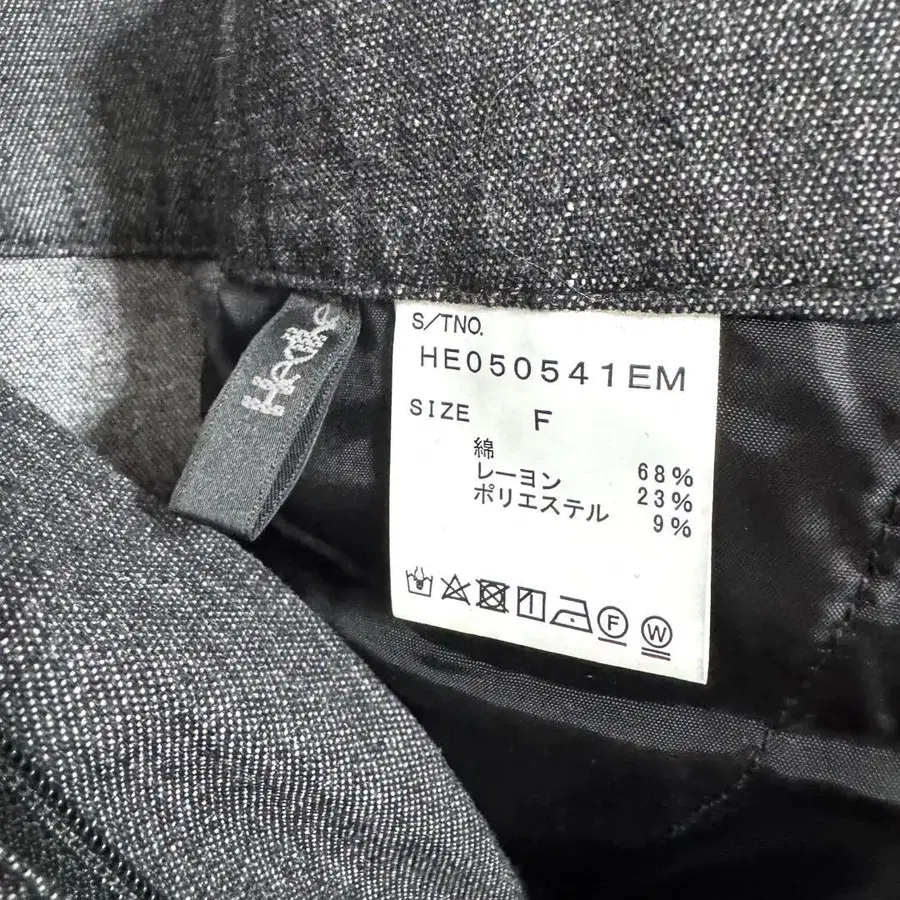 S/TNO.
HE050541EM
SIZE F
綿 68%
レーヨン 23%
ポリエステル 9%
F W